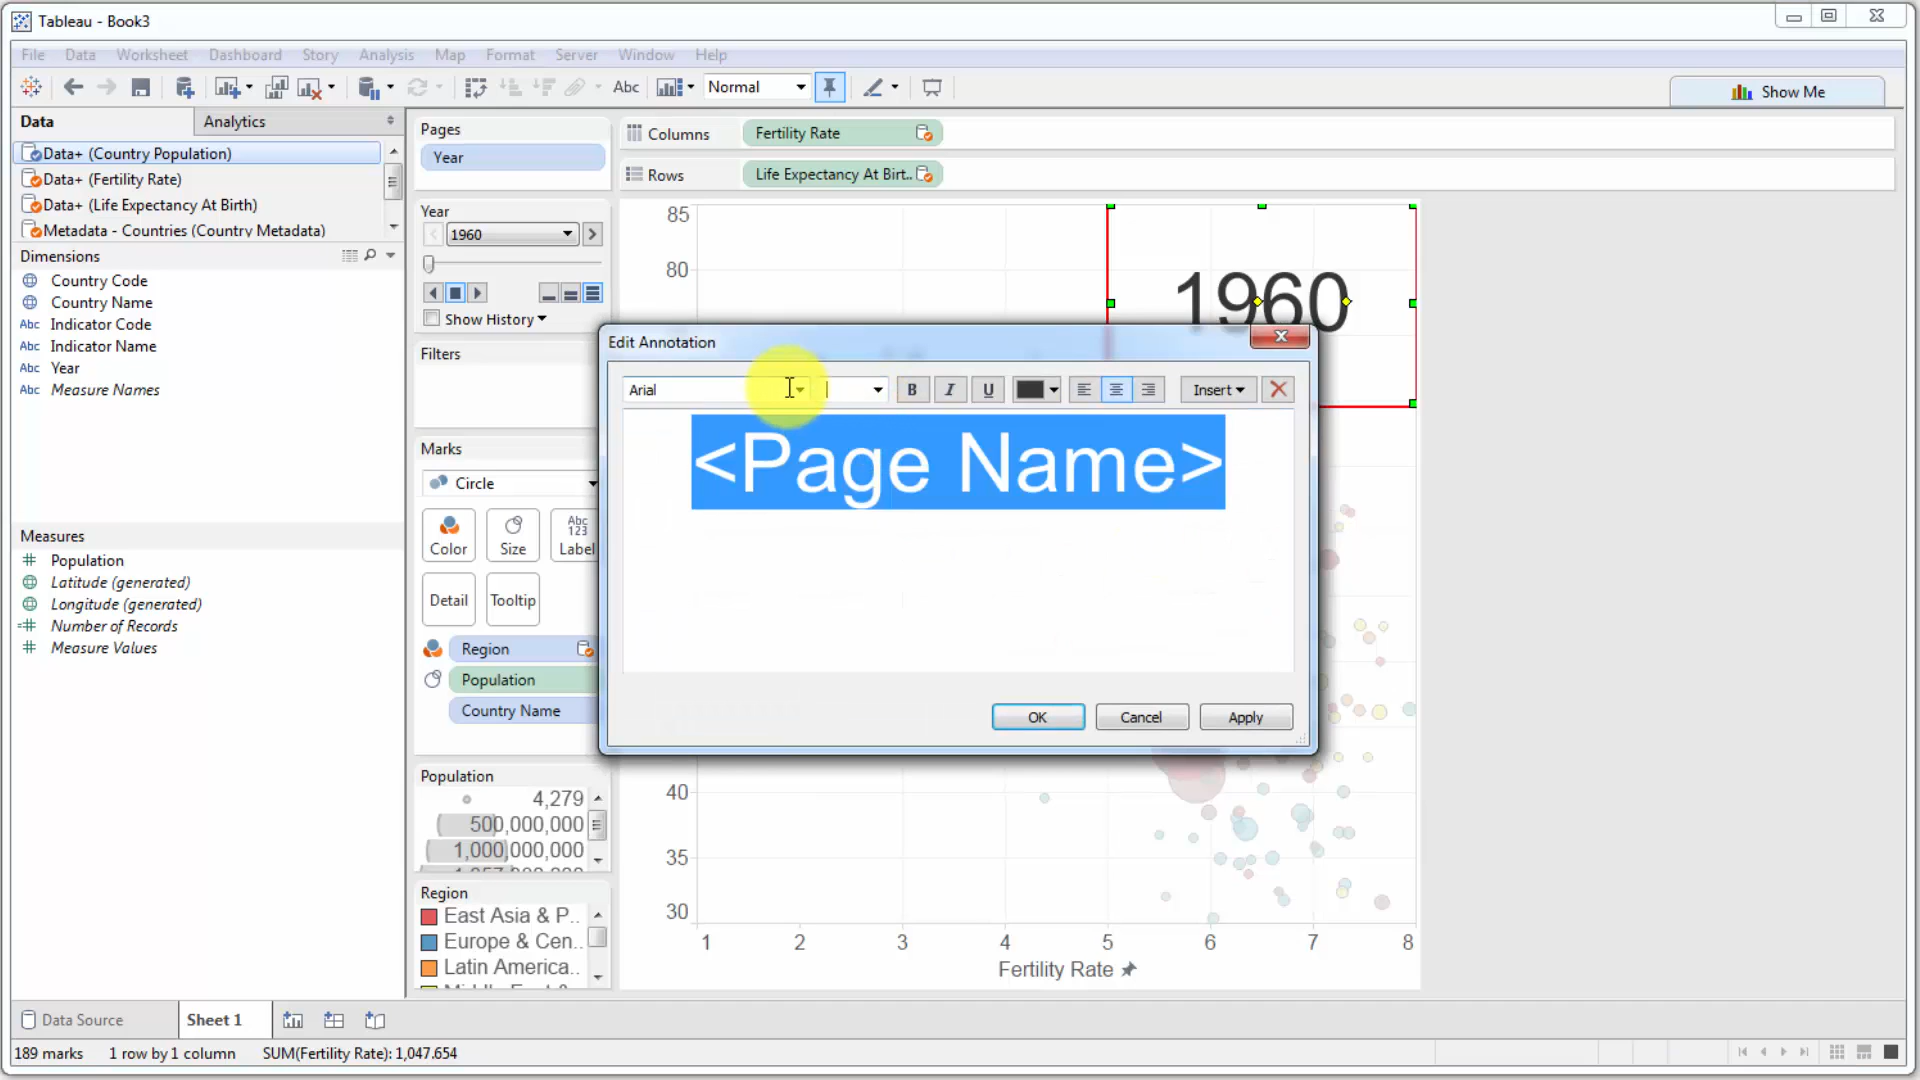 Tableau - Book3
File Data Worksheet Dashboard Story Analysis Map Format Server Window Help
Abc Normal Show Me
Data Analytics
Data+ (Country Population)
Data+ (Fertility Rate)
Data+ (Life Expectancy At Birth)
Metadata - Countries (Country Metadata)
Dimensions
Country Code
Country Name
Abc Indicator Code
Abc Indicator Name
Abc Year
Abc Measure Names
Measures
Population
Latitude (generated)
Longitude (generated)
Number of Records
Measure Values
Pages
Year
Year
1960
Show History
Filters
Marks
Circle
Color Size Abc 123 Label
Detail Tooltip
Region
Population
Country Name
Population
4,279
500,000,000
1,000,000,000
Region
East Asia & P..
Europe & Cen..
Latin America..
Columns Fertility Rate
Rows Life Expectancy At Birt..
85
80
1960
Edit Annotation
Arial B I U Insert
<Page Name>
OK Cancel Apply
40
35
30
1 2 3 4 5 6 7 8
Fertility Rate
Data Source Sheet 1
189 marks 1 row by 1 column SUM(Fertility Rate): 1,047.654